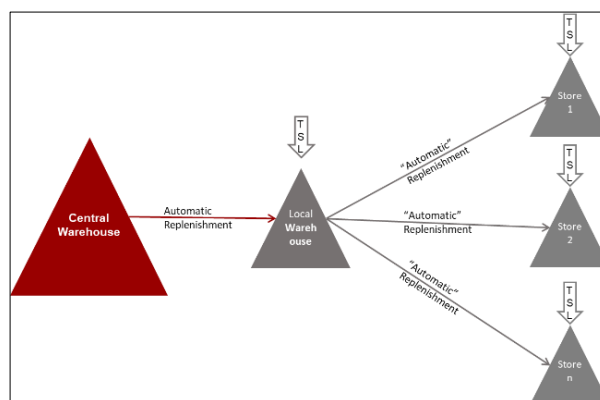 T
S
L
Store
1
T
S
L
"Automatic"
Replenishment
Central
Warehouse
Automatic
Replenishment
Local
Wareh
ouse
"Automatic"
Replenishment
T
S
L
Store
2
"Automatic"
Replenishment
T
S
L
Store
n